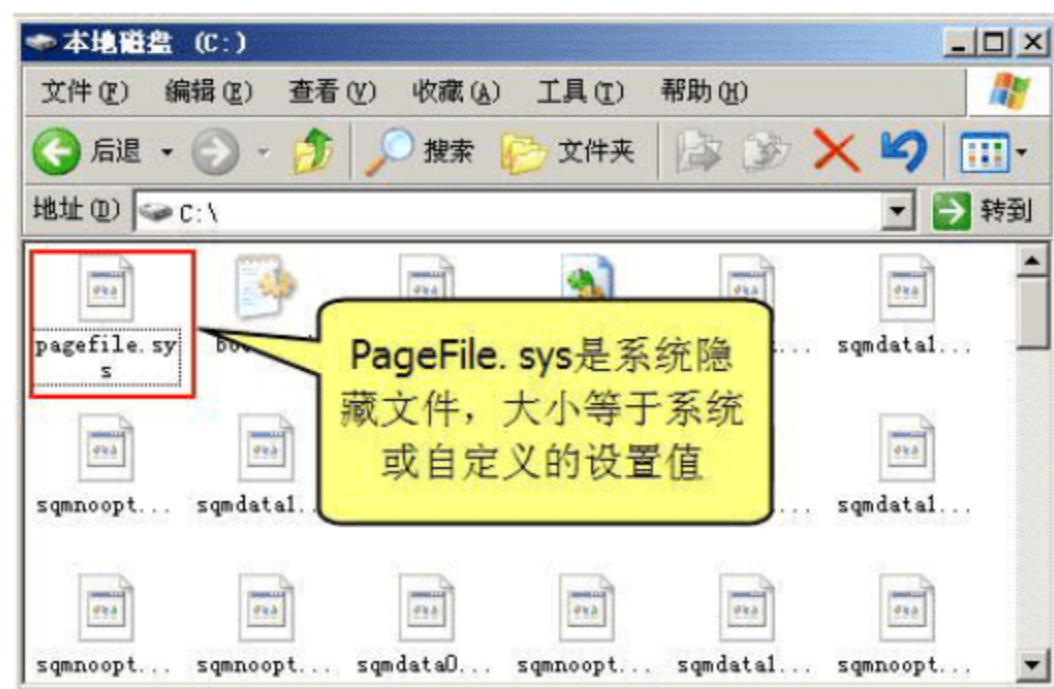 本地磁盘 (C:)
文件(F) 编辑(E) 查看(V) 收藏(A) 工具(T) 帮助(H)
后退 搜索 文件夹
地址(D) C:\ 转到
pagefile.sy
s
sqmdata1...
PageFile. sys是系统隐
藏文件，大小等于系统
或自定义的设置值
sqmnoopt... sqmdata1... sqmdata1...
sqmnoopt... sqmnoopt... sqmdata0... sqmnoopt... sqmdata1... sqmnoopt...